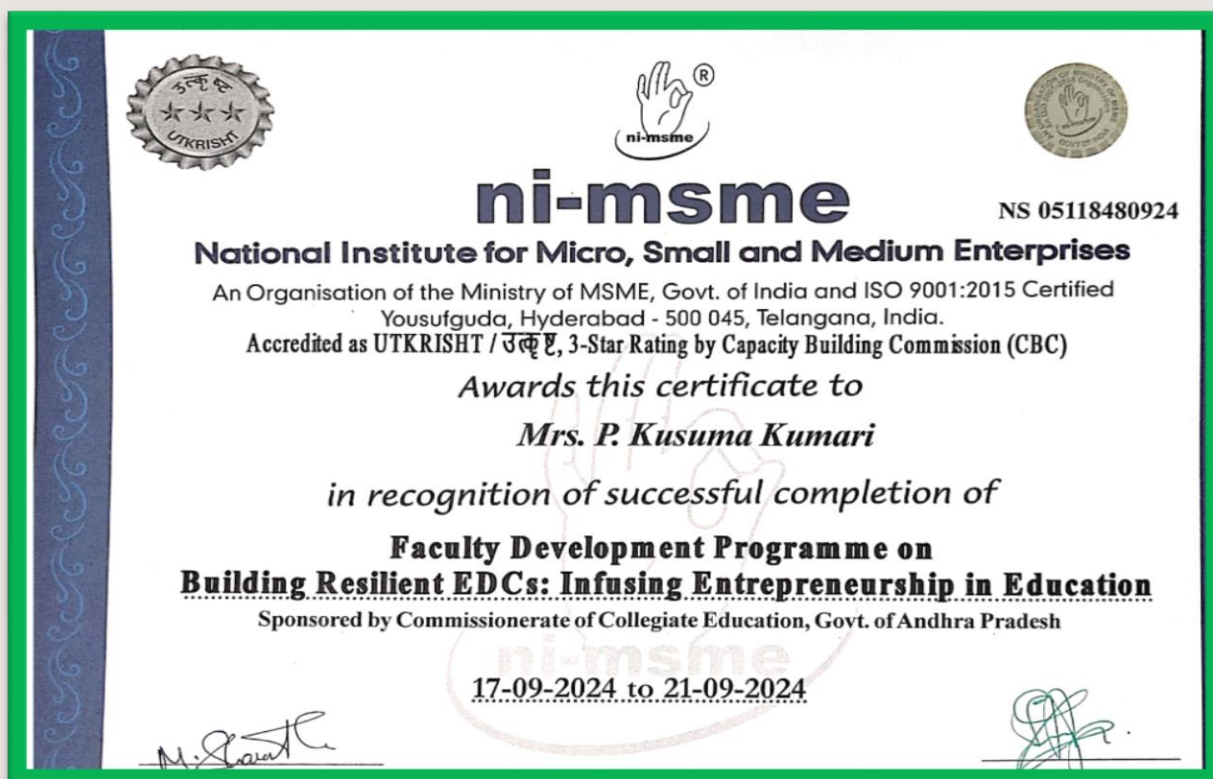 उत्कृष्ट
UTKRISHT
®
ni-msme
ni-msme
NS 05118480924
National Institute for Micro, Small and Medium Enterprises
An Organisation of the Ministry of MSME, Govt. of India and ISO 9001:2015 Certified
Yousufguda, Hyderabad - 500 045, Telangana, India.
Accredited as UTKRISHT / उत्कृष्ट, 3-Star Rating by Capacity Building Commission (CBC)
Awards this certificate to
Mrs. P. Kusuma Kumari
in recognition of successful completion of
Faculty Development Programme on
Building Resilient EDCs: Infusing Entrepreneurship in Education
Sponsored by Commissionerate of Collegiate Education, Govt. of Andhra Pradesh
ni-msme
17-09-2024 to 21-09-2024